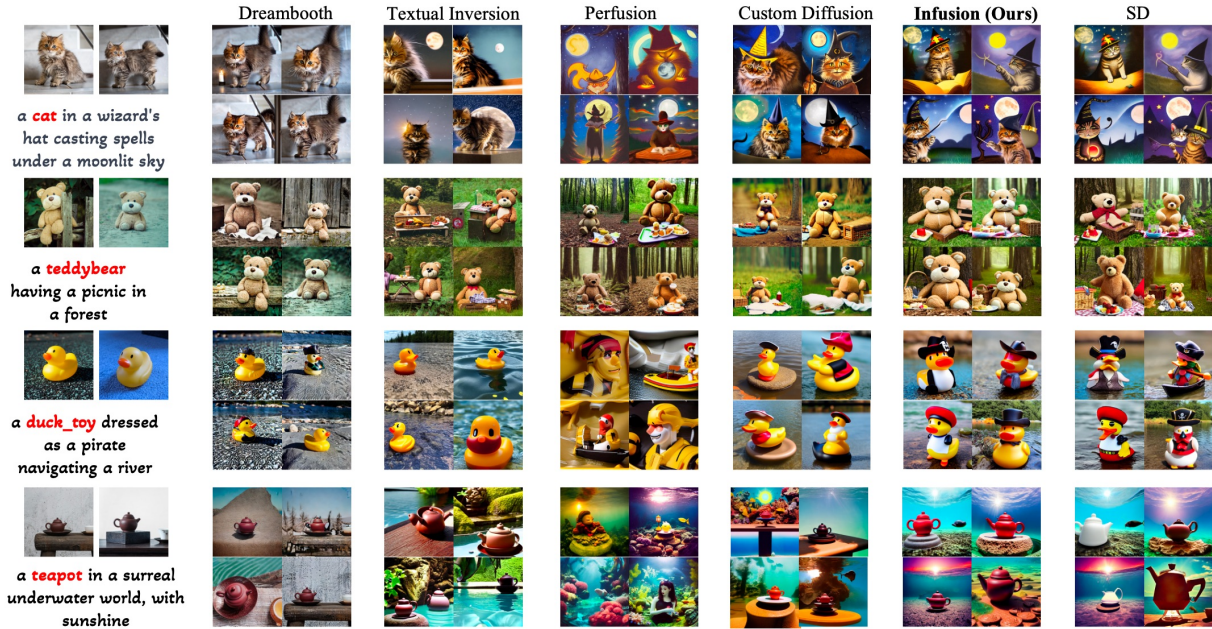 Dreambooth
Textual Inversion
Perfusion
Custom Diffusion
Infusion (Ours)
SD
a cat in a wizard's
hat casting spells
under a moonlit sky
a teddybear
having a picnic in
a forest
a duck_toy dressed
as a pirate
navigating a river
a teapot in a surreal
underwater world, with
sunshine